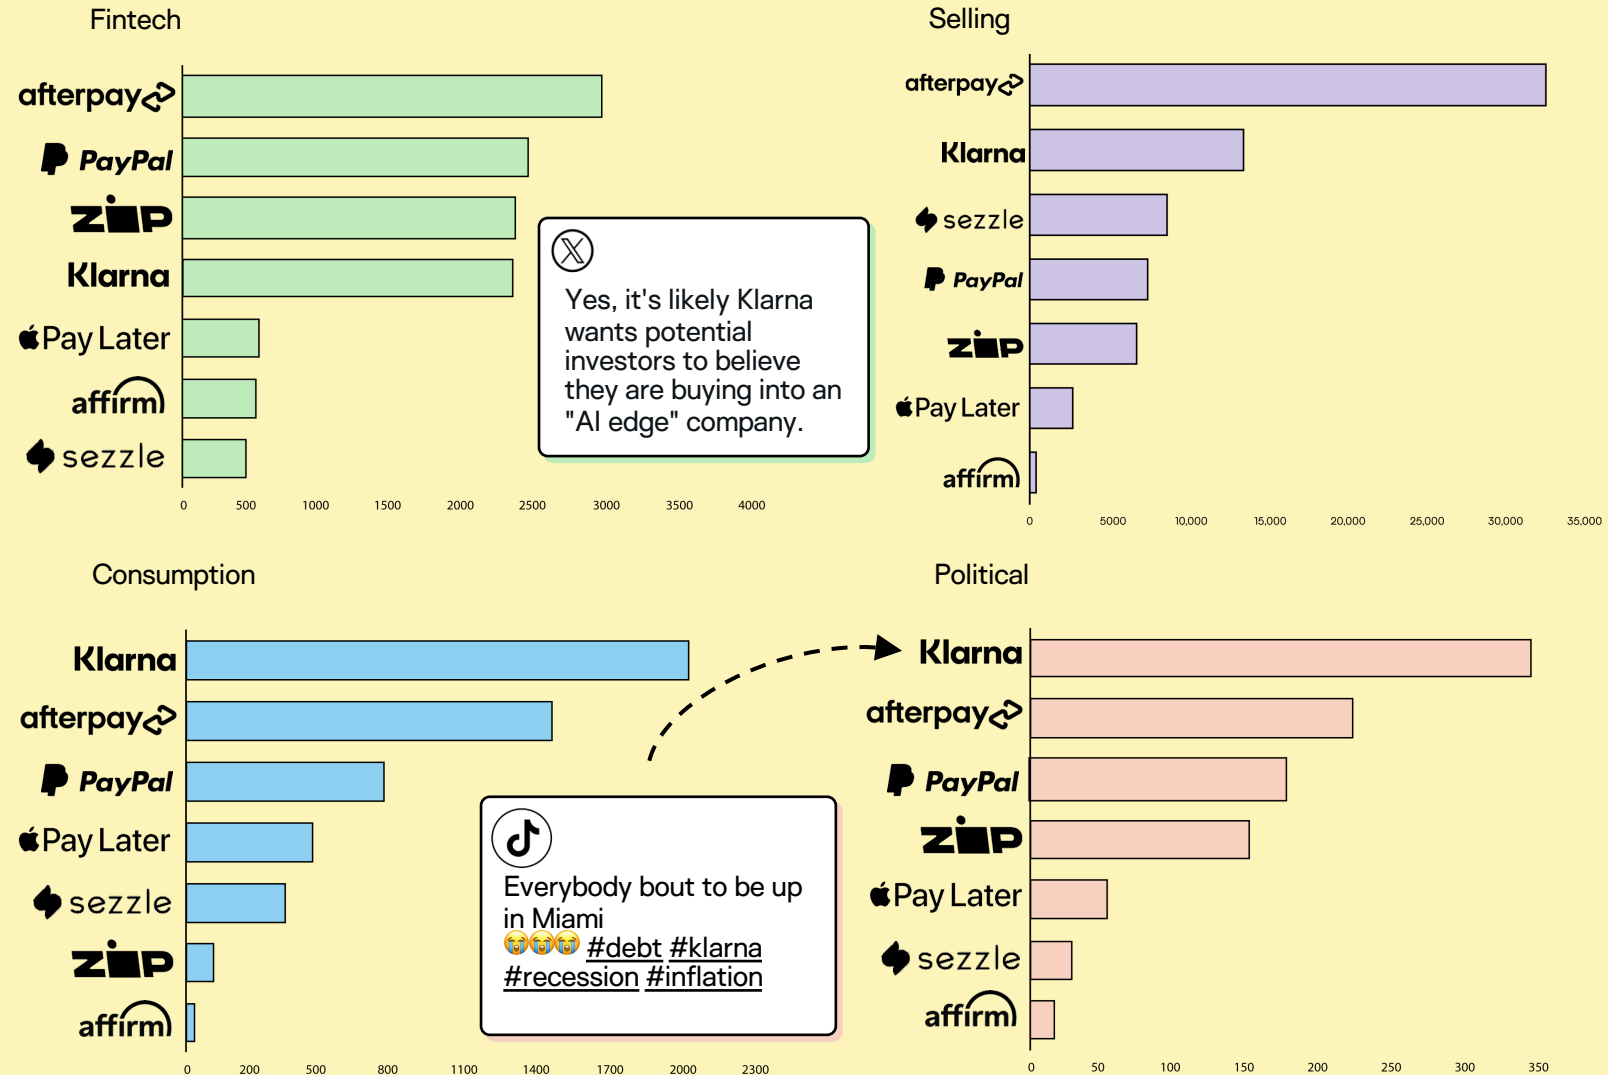 Fintech
afterpay
PayPal
zip
Klarna
Pay Later
affirm
sezzle
0 500 1000 1500 2000 2500 3000 3500 4000
Yes, it's likely Klarna
wants potential
investors to believe
they are buying into an
"AI edge" company.
Selling
afterpay
Klarna
sezzle
PayPal
zip
Pay Later
affirm
0 5000 10,000 15,000 20,000 25,000 30,000 35,000
Consumption
Klarna
afterpay
PayPal
Pay Later
sezzle
zip
affirm
0 200 500 800 1100 1400 1700 2000 2300
Everybody bout to be up
in Miami
😭😭😭 #debt #klarna
#recession #inflation
Political
Klarna
afterpay
PayPal
zip
Pay Later
sezzle
affirm
0 50 100 150 200 250 300 350